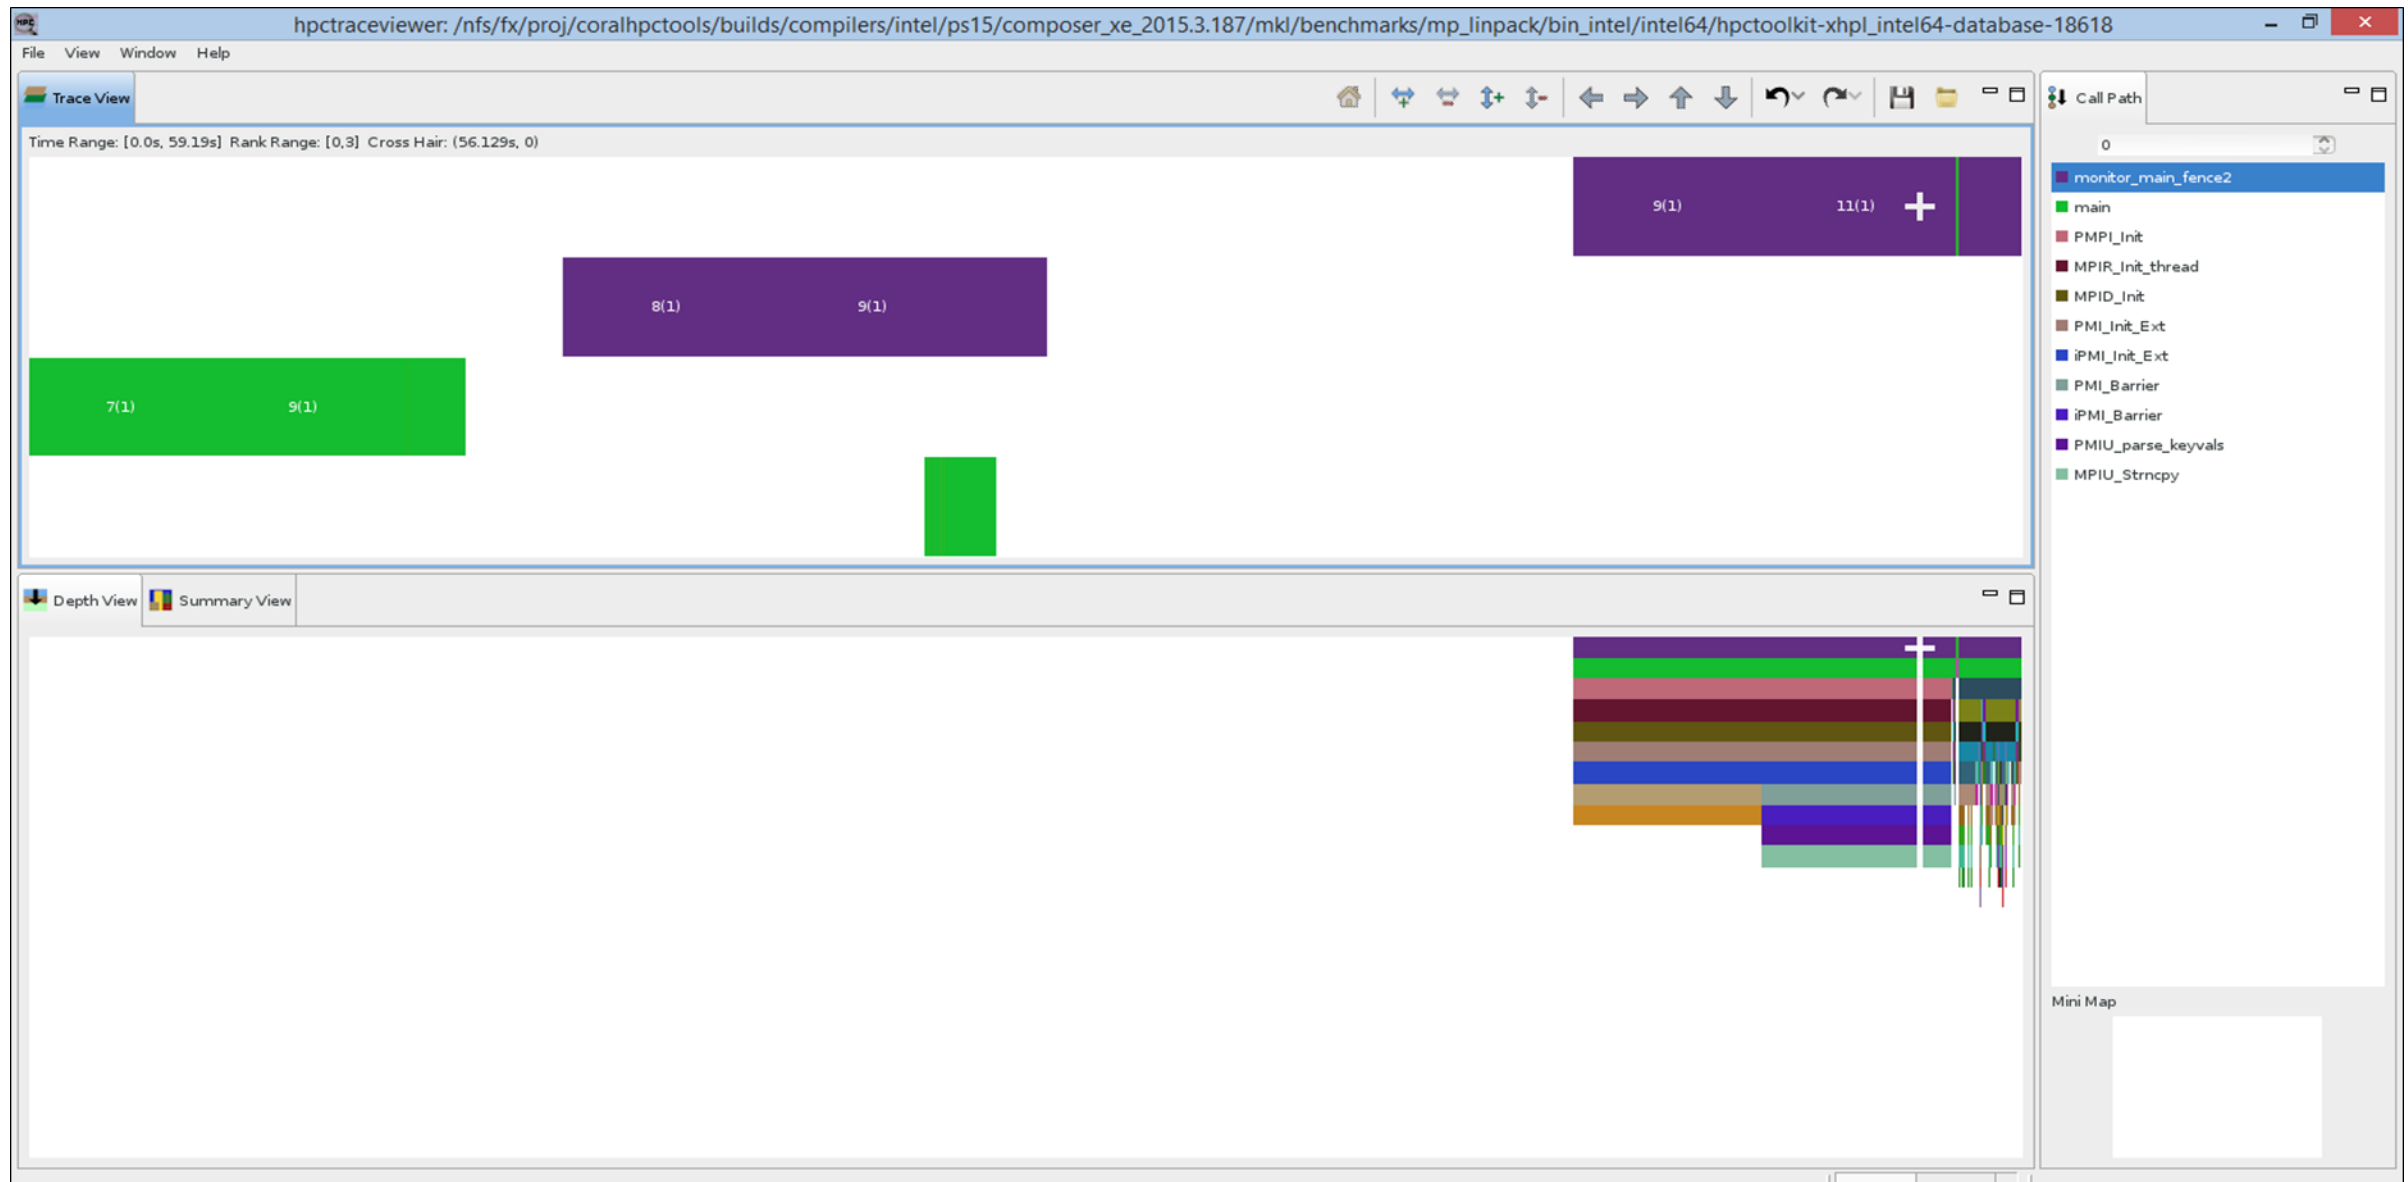 HPC
hpctraceviewer: /nfs/fx/proj/coralhpctools/builds/compilers/intel/ps15/composer_xe_2015.3.187/mkl/benchmarks/mp_linpack/bin_intel/intel64/hpctoolkit-xhpl_intel64-database-18618
File View Window Help
Trace View
Time Range: [0.0s, 59.19s] Rank Range: [0,3] Cross Hair: (56.129s, 0)
9(1) 11(1)
8(1) 9(1)
7(1) 9(1)
Depth View Summary View
Call Path
0
monitor_main_fence2
main
PMPI_Init
MPIR_Init_thread
MPID_Init
PMI_Init_Ext
iPMI_Init_Ext
PMI_Barrier
iPMI_Barrier
PMIU_parse_keyvals
MPIU_Strncpy
Mini Map